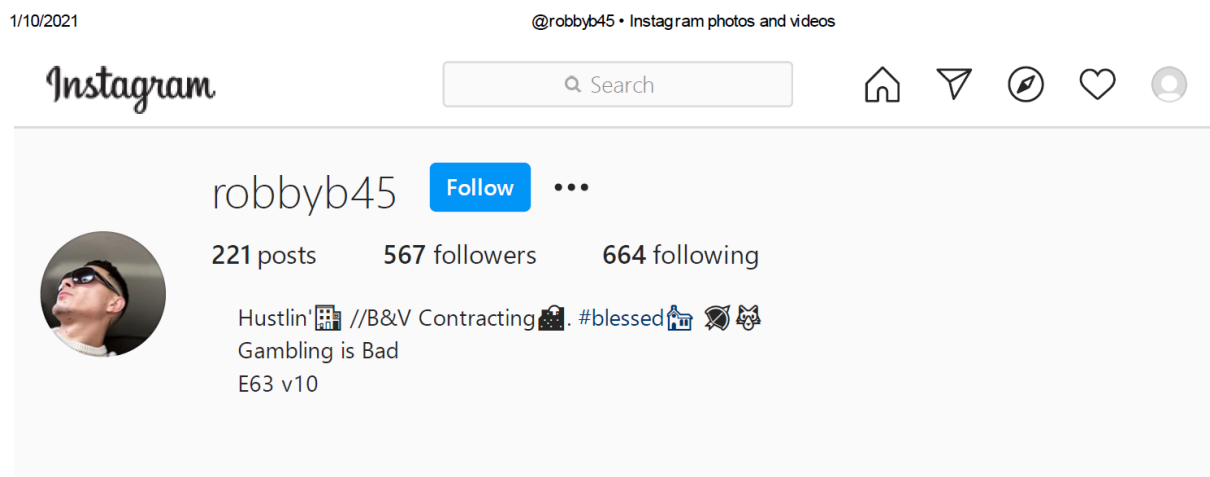 1/10/2021 @robbyb45 • Instagram photos and videos
Instagram Search
robbyb45 Follow •••
221 posts 567 followers 664 following
Hustlin'🏢 //B&V Contracting🌃. #blessed🏡 🏹🐺
Gambling is Bad
E63 v10